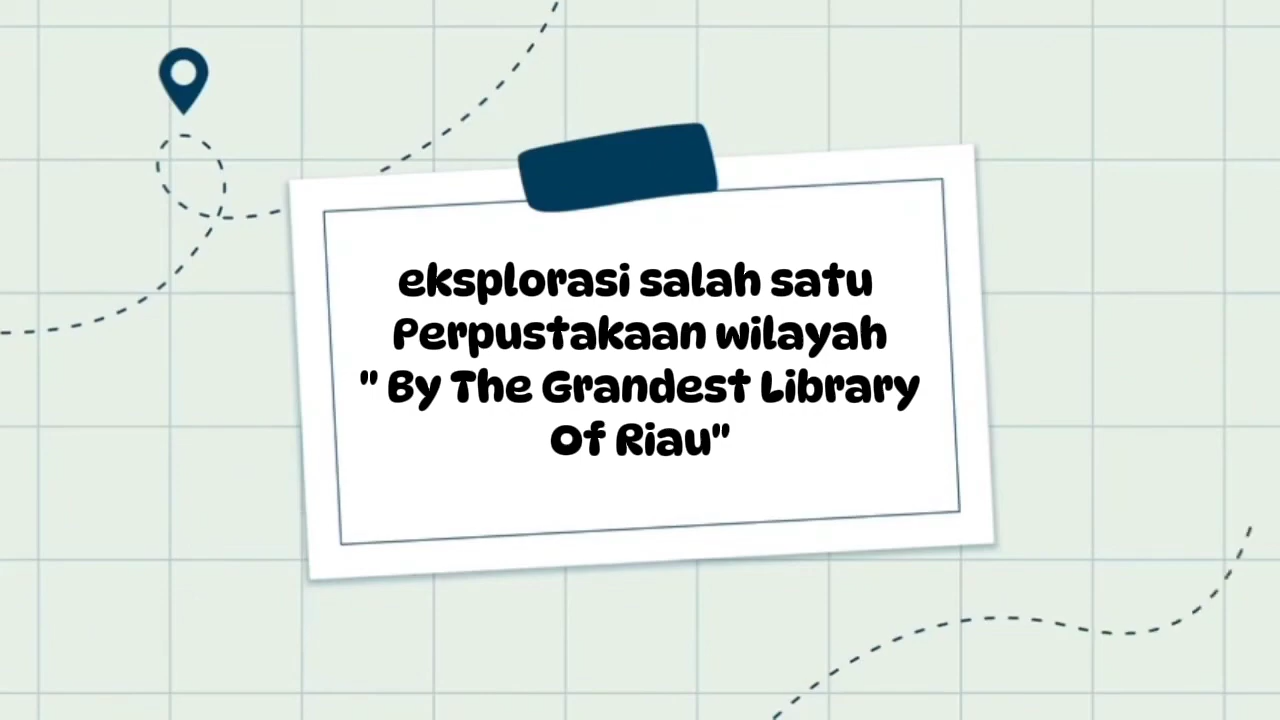 eksplorasi salah satu
Perpustakaan wilayah
" By The Grandest Library
Of Riau"